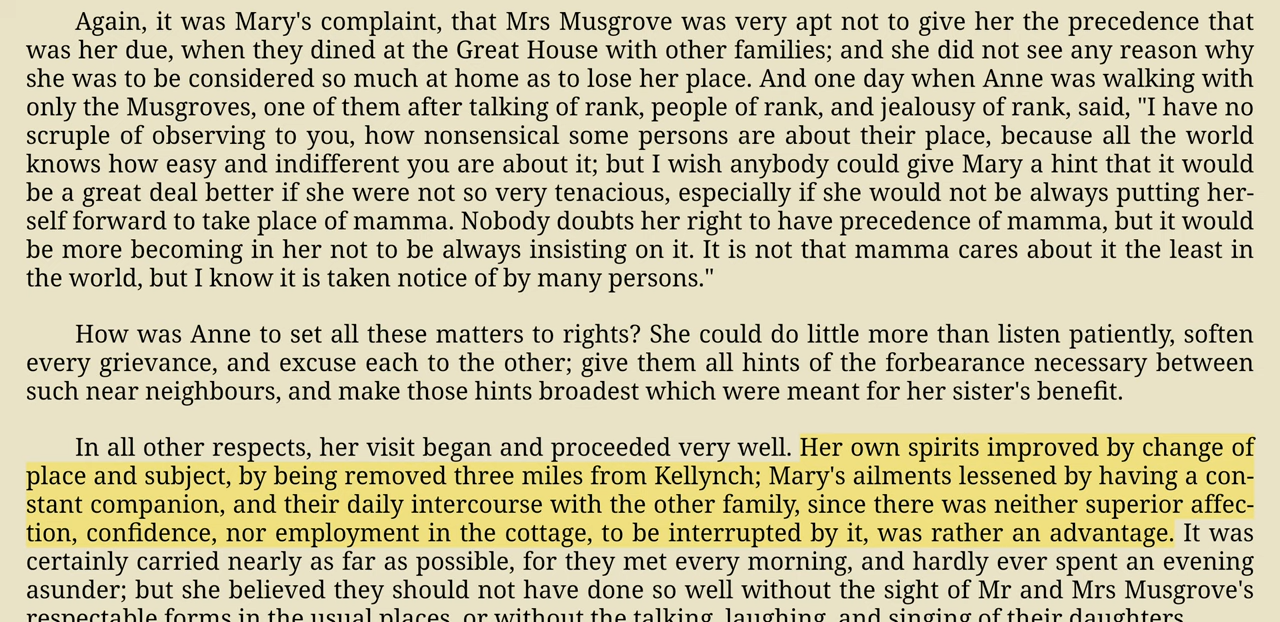 Again, it was Mary's complaint, that Mrs Musgrove was very apt not to give her the precedence that
was her due, when they dined at the Great House with other families; and she did not see any reason why
she was to be considered so much at home as to lose her place. And one day when Anne was walking with
only the Musgroves, one of them after talking of rank, people of rank, and jealousy of rank, said, "I have no
scruple of observing to you, how nonsensical some persons are about their place, because all the world
knows how easy and indifferent you are about it; but I wish anybody could give Mary a hint that it would
be a great deal better if she were not so very tenacious, especially if she would not be always putting her-
self forward to take place of mamma. Nobody doubts her right to have precedence of mamma, but it would
be more becoming in her not to be always insisting on it. It is not that mamma cares about it the least in
the world, but I know it is taken notice of by many persons."
How was Anne to set all these matters to rights? She could do little more than listen patiently, soften
every grievance, and excuse each to the other; give them all hints of the forbearance necessary between
such near neighbours, and make those hints broadest which were meant for her sister's benefit.
In all other respects, her visit began and proceeded very well. Her own spirits improved by change of
place and subject, by being removed three miles from Kellynch; Mary's ailments lessened by having a con-
stant companion, and their daily intercourse with the other family, since there was neither superior affec-
tion, confidence, nor employment in the cottage, to be interrupted by it, was rather an advantage. It was
certainly carried nearly as far as possible, for they met every morning, and hardly ever spent an evening
asunder; but she believed they should not have done so well without the sight of Mr and Mrs Musgrove's
respectable forms in the usual places, or without the talking, laughing, and singing of their daughters.